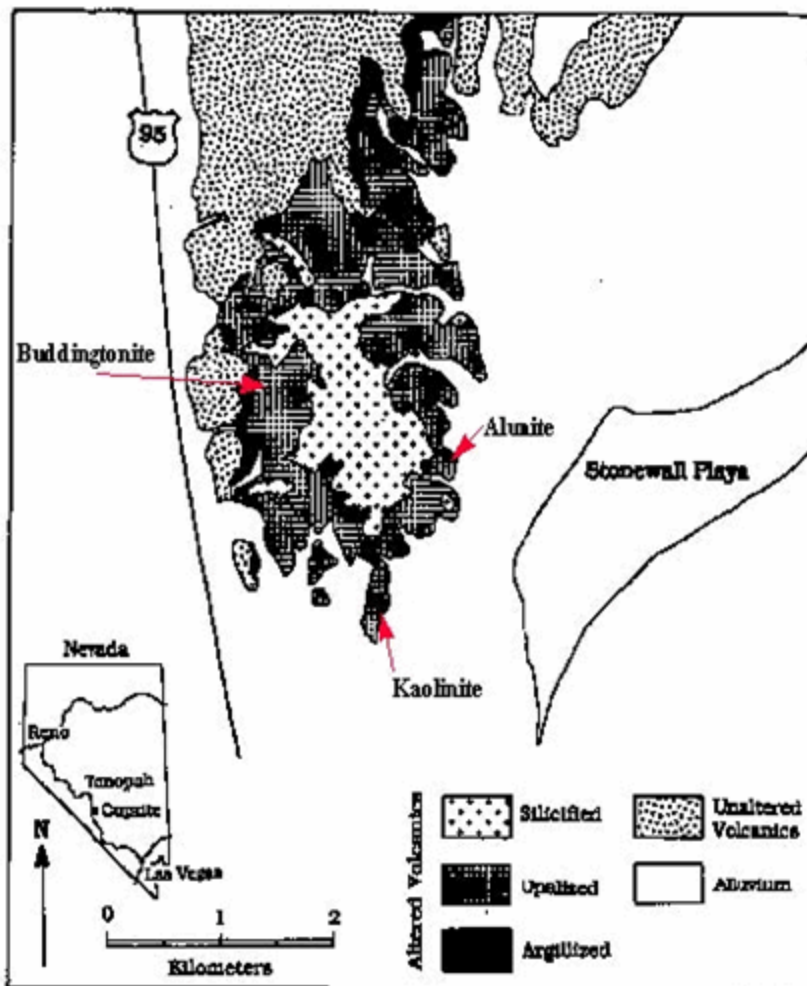 95
Buddingtonite
Alunite
Stonewall Playa
Kaolinite
Nevada
Reno
Tonopah
Cuprite
Las Vegas
N
0 1 2
Kilometers
Altered Volcanics
Silicified
Opalized
Argillized
Unaltered
Volcanics
Alluvium